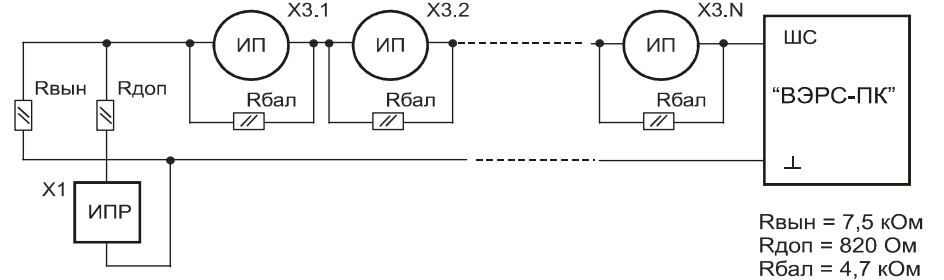 X3.1
X3.2
X3.N
ИП
ИП
ИП
ШС
Rвын
Rдоп
Rбал
Rбал
Rбал
“ВЭРС-ПК”
⊥
X1
ИПР
Rвын = 7,5 кОм
Rдоп = 820 Ом
Rбал = 4,7 кОм